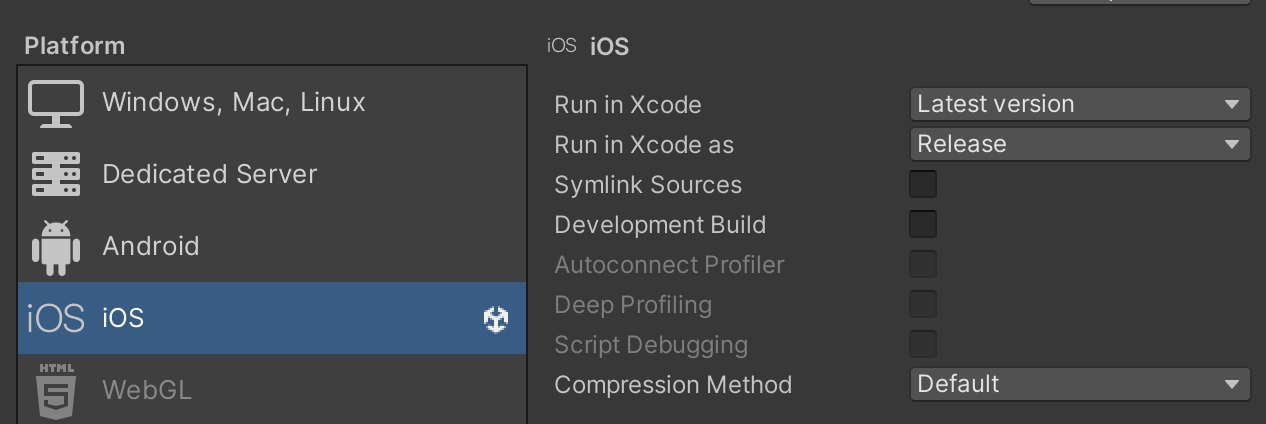 Platform
Windows, Mac, Linux
Dedicated Server
Android
iOS iOS
HTML
5 WebGL
iOS iOS
Run in Xcode Latest version
Run in Xcode as Release
Symlink Sources
Development Build
Autoconnect Profiler
Deep Profiling
Script Debugging
Compression Method Default